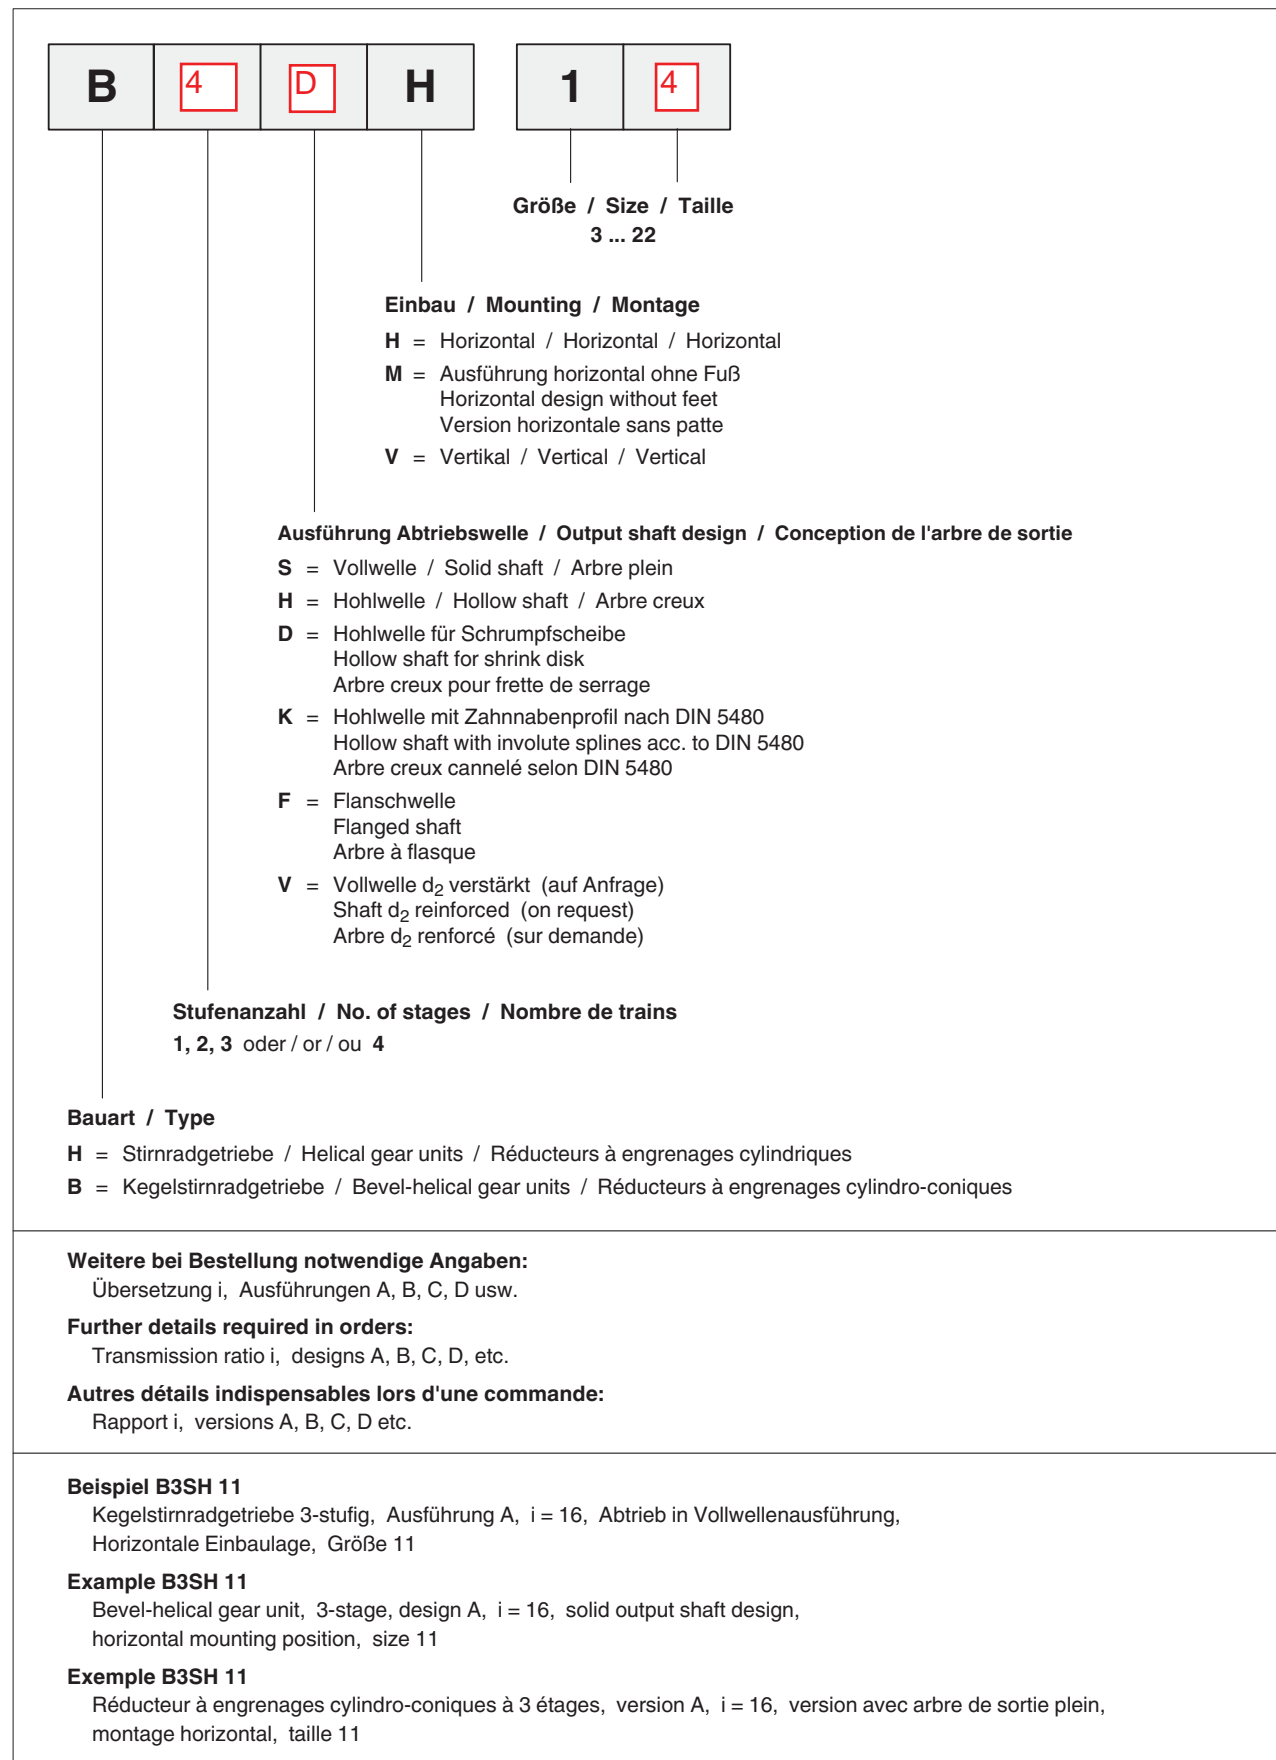 B 4 D H 1 4
Größe / Size / Taille
3 ... 22
Einbau / Mounting / Montage
H = Horizontal / Horizontal / Horizontal
M = Ausführung horizontal ohne Fuß
Horizontal design without feet
Version horizontale sans patte
V = Vertikal / Vertical / Vertical
Ausführung Abtriebswelle / Output shaft design / Conception de l'arbre de sortie
S = Vollwelle / Solid shaft / Arbre plein
H = Hohlwelle / Hollow shaft / Arbre creux
D = Hohlwelle für Schrumpfscheibe
Hollow shaft for shrink disk
Arbre creux pour frette de serrage
K = Hohlwelle mit Zahnnabenprofil nach DIN 5480
Hollow shaft with involute splines acc. to DIN 5480
Arbre creux cannelé selon DIN 5480
F = Flanschwelle
Flanged shaft
Arbre à flasque
V = Vollwelle d2 verstärkt (auf Anfrage)
Shaft d2 reinforced (on request)
Arbre d2 renforcé (sur demande)
Stufenanzahl / No. of stages / Nombre de trains
1, 2, 3 oder / or / ou 4
Bauart / Type
H = Stirnradgetriebe / Helical gear units / Réducteurs à engrenages cylindriques
B = Kegelstirnradgetriebe / Bevel-helical gear units / Réducteurs à engrenages cylindro-coniques
Weitere bei Bestellung notwendige Angaben:
Übersetzung i, Ausführungen A, B, C, D usw.
Further details required in orders:
Transmission ratio i, designs A, B, C, D, etc.
Autres détails indispensables lors d'une commande:
Rapport i, versions A, B, C, D etc.
Beispiel B3SH 11
Kegelstirnradgetriebe 3-stufig, Ausführung A, i = 16, Abtrieb in Vollwellenausführung,
Horizontale Einbaulage, Größe 11
Example B3SH 11
Bevel-helical gear unit, 3-stage, design A, i = 16, solid output shaft design,
horizontal mounting position, size 11
Exemple B3SH 11
Réducteur à engrenages cylindro-coniques à 3 étages, version A, i = 16, version avec arbre de sortie plein,
montage horizontal, taille 11